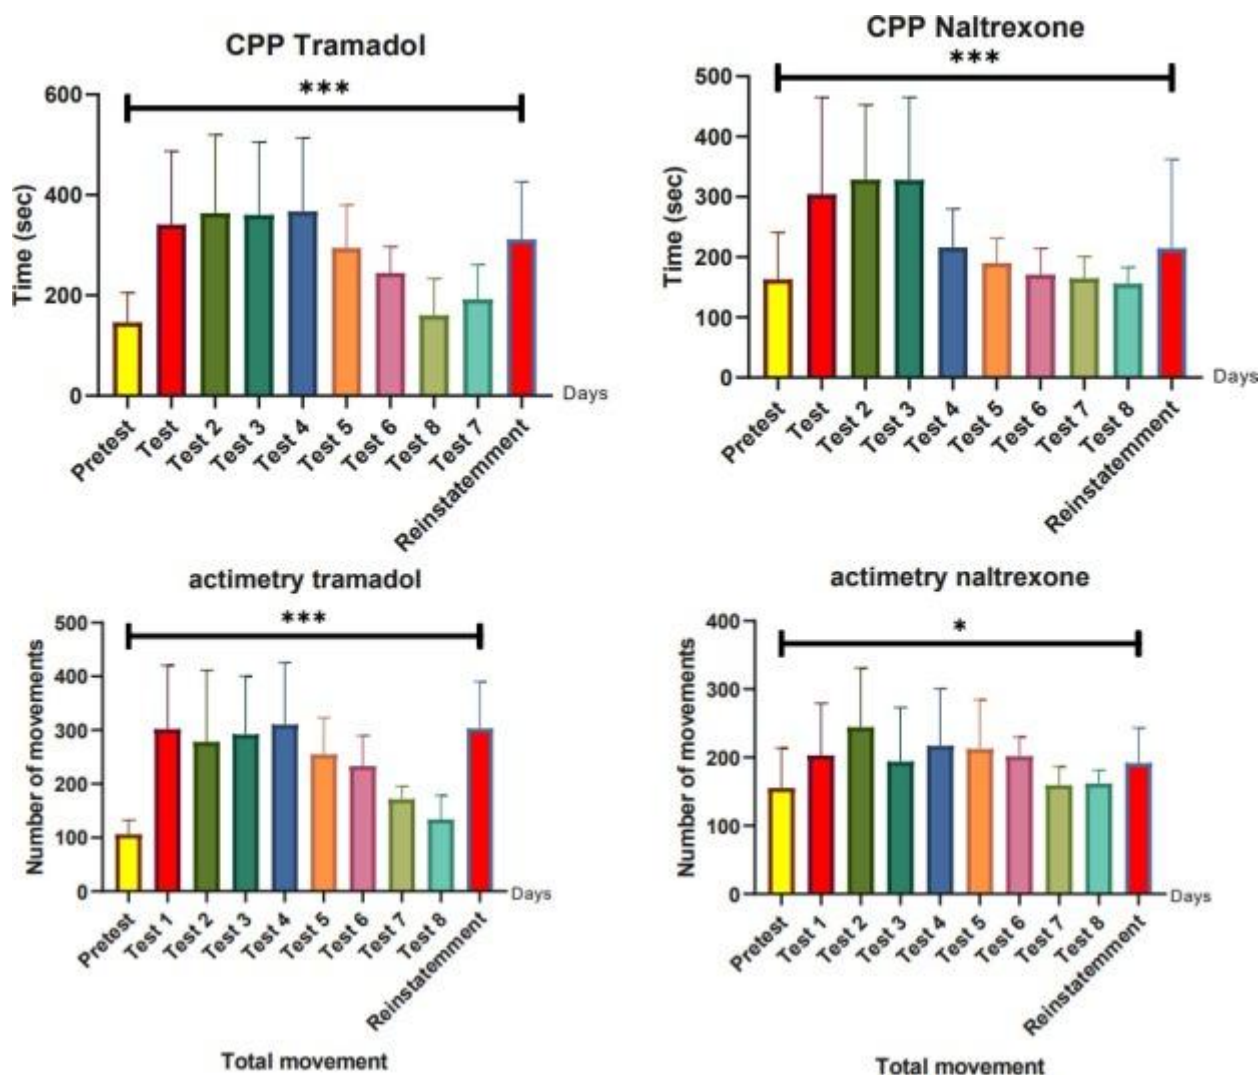 CPP Tramadol
***
600
400
200
0
Time (sec)
Days
Pretest
Test
Test 2
Test 3
Test 4
Test 5
Test 6
Test 8
Test 7
Reinstatemment
CPP Naltrexone
***
500
400
300
200
100
0
Time (sec)
Days
Pretest
Test
Test 2
Test 3
Test 4
Test 5
Test 6
Test 7
Test 8
Reinstatemment
actimetry tramadol
***
500
400
300
200
100
0
Number of movements
Days
Pretest
Test 1
Test 2
Test 3
Test 4
Test 5
Test 6
Test 7
Test 8
Reinstatemment
Total movement
actimetry naltrexone
*
400
300
200
100
0
Number of movements
Days
Pretest
Test 1
Test 2
Test 3
Test 4
Test 5
Test 6
Test 7
Test 8
Reinstatemment
Total movement